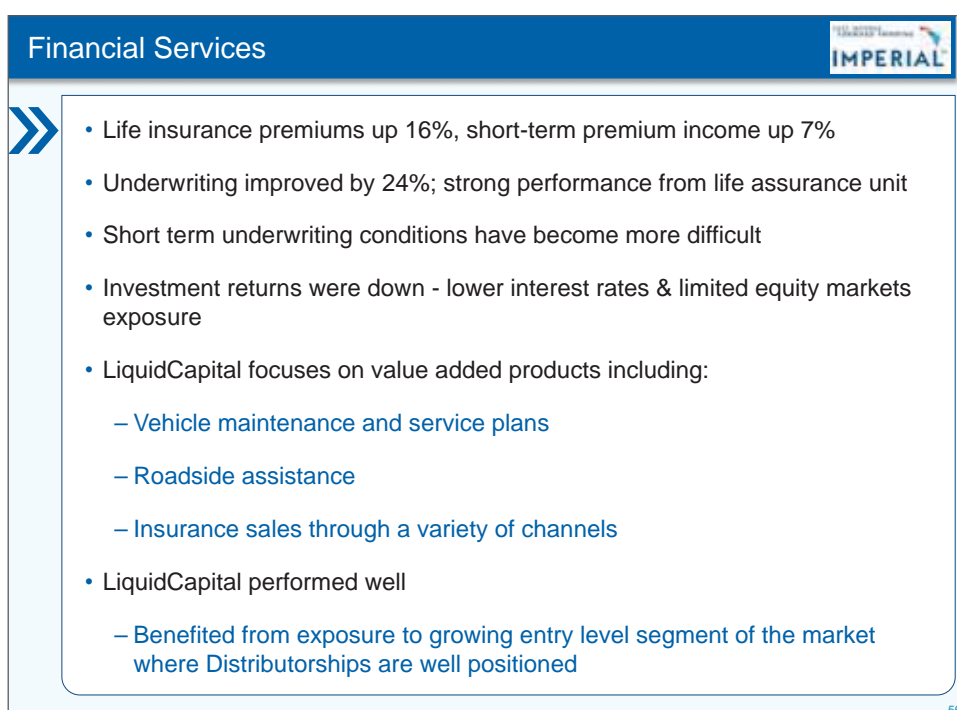 Financial Services
IMPERIAL
• Life insurance premiums up 16%, short-term premium income up 7%
• Underwriting improved by 24%; strong performance from life assurance unit
• Short term underwriting conditions have become more difficult
• Investment returns were down - lower interest rates & limited equity markets
exposure
• LiquidCapital focuses on value added products including:
– Vehicle maintenance and service plans
– Roadside assistance
– Insurance sales through a variety of channels
• LiquidCapital performed well
– Benefited from exposure to growing entry level segment of the market
where Distributorships are well positioned